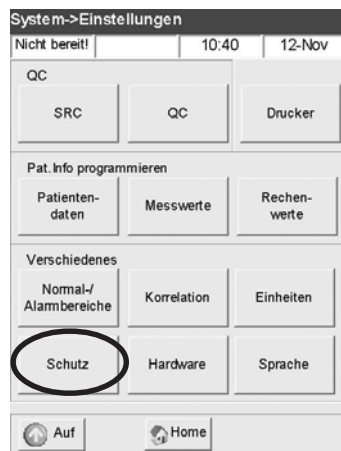 System->Einstellungen
Nicht bereit! 10:40 12-Nov
QC
SRC QC Drucker
Pat.Info programmieren
Patienten-
daten
Messwerte
Rechen-
werte
Verschiedenes
Normal-/
Alarmbereiche
Korrelation
Einheiten
Schutz Hardware Sprache
Auf Home